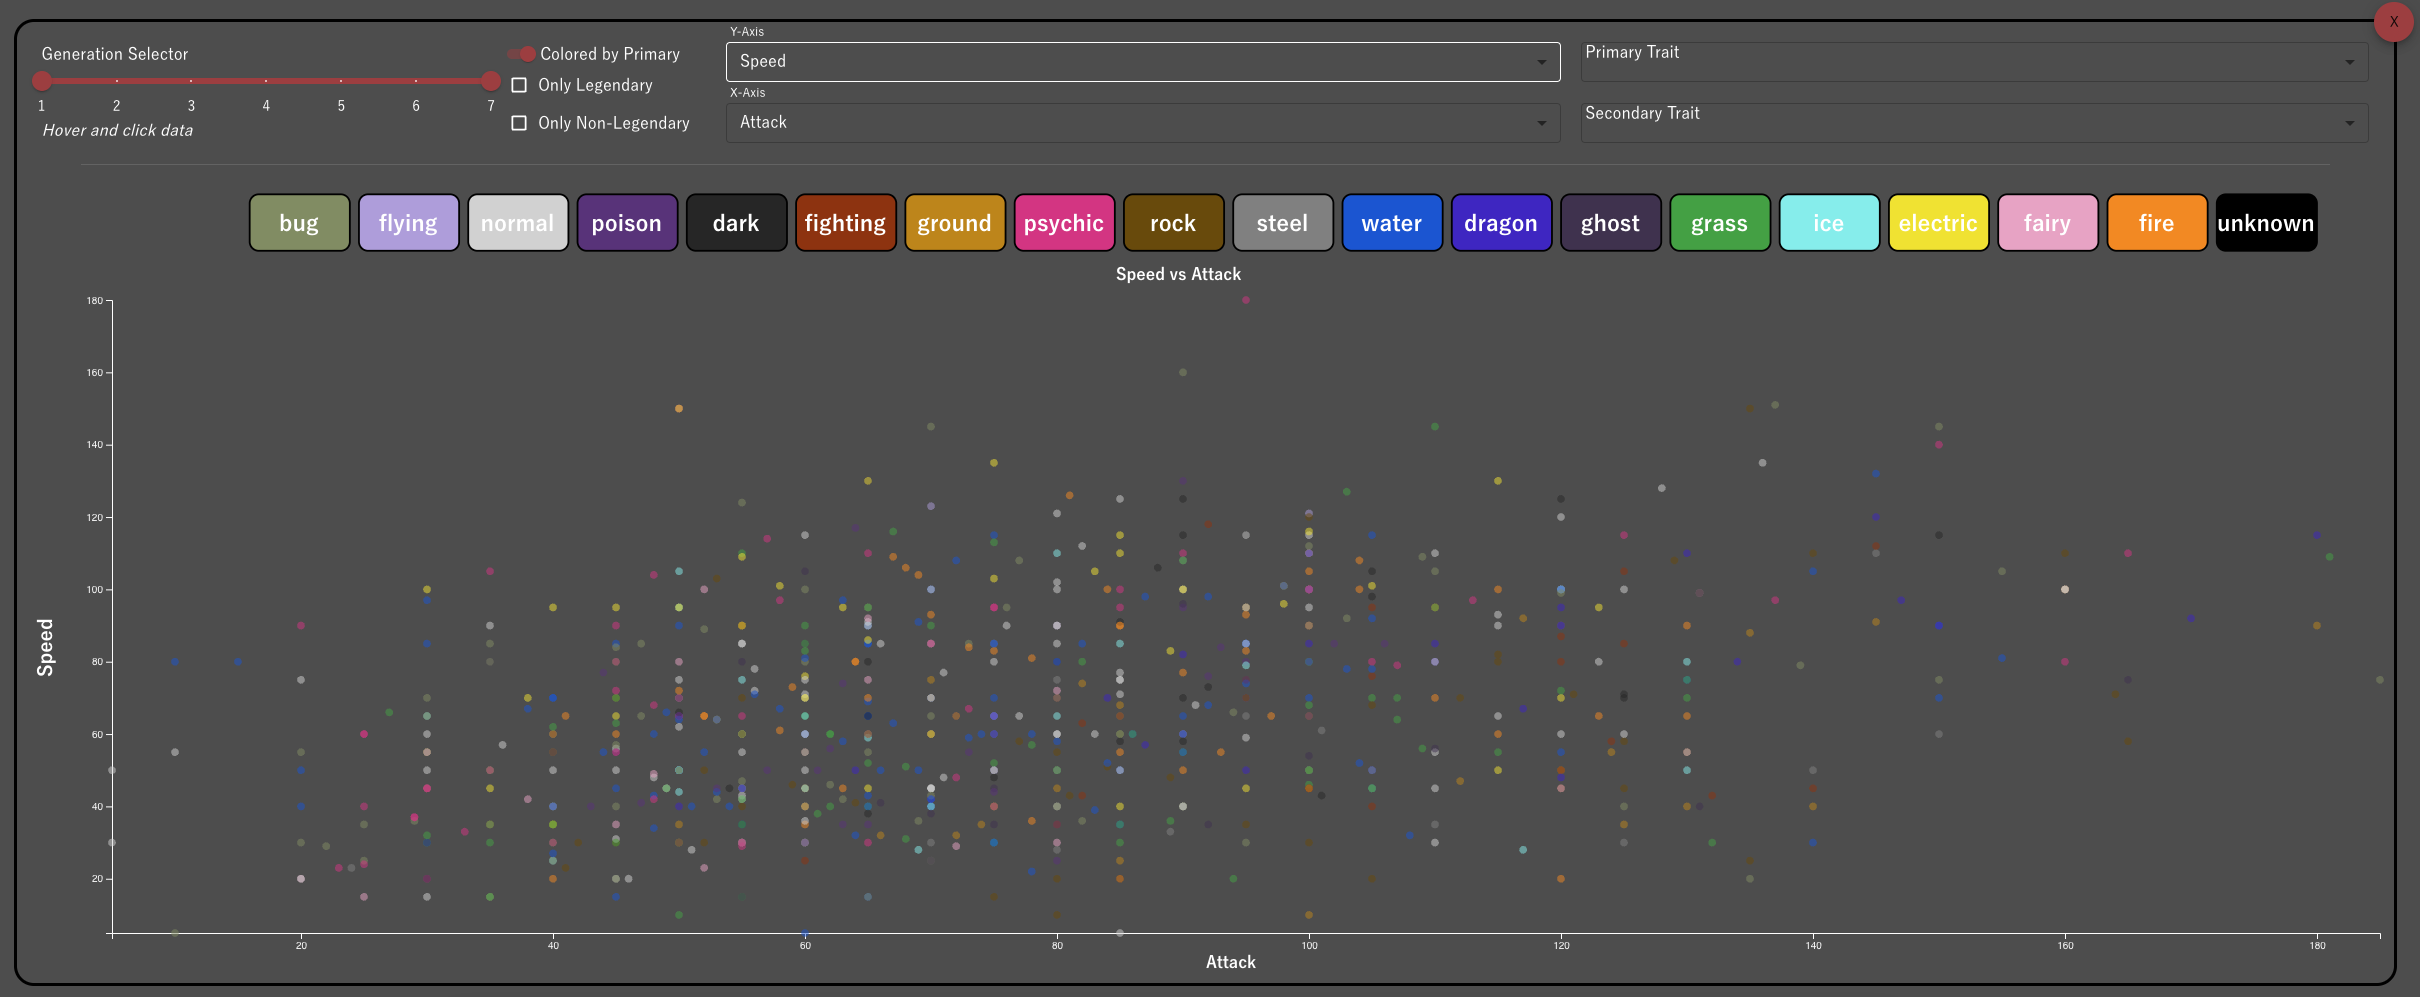 X
Generation Selector
1 2 3 4 5 6 7
Hover and click data
Colored by Primary
Only Legendary
Only Non-Legendary
Y-Axis
Speed
X-Axis
Attack
Primary Trait
Secondary Trait
bug flying normal poison dark fighting ground psychic rock steel water dragon ghost grass ice electric fairy fire unknown
Speed vs Attack
180
160
140
120
100
80
60
40
20
Speed
20 40 60 80 100 120 140 160 180
Attack